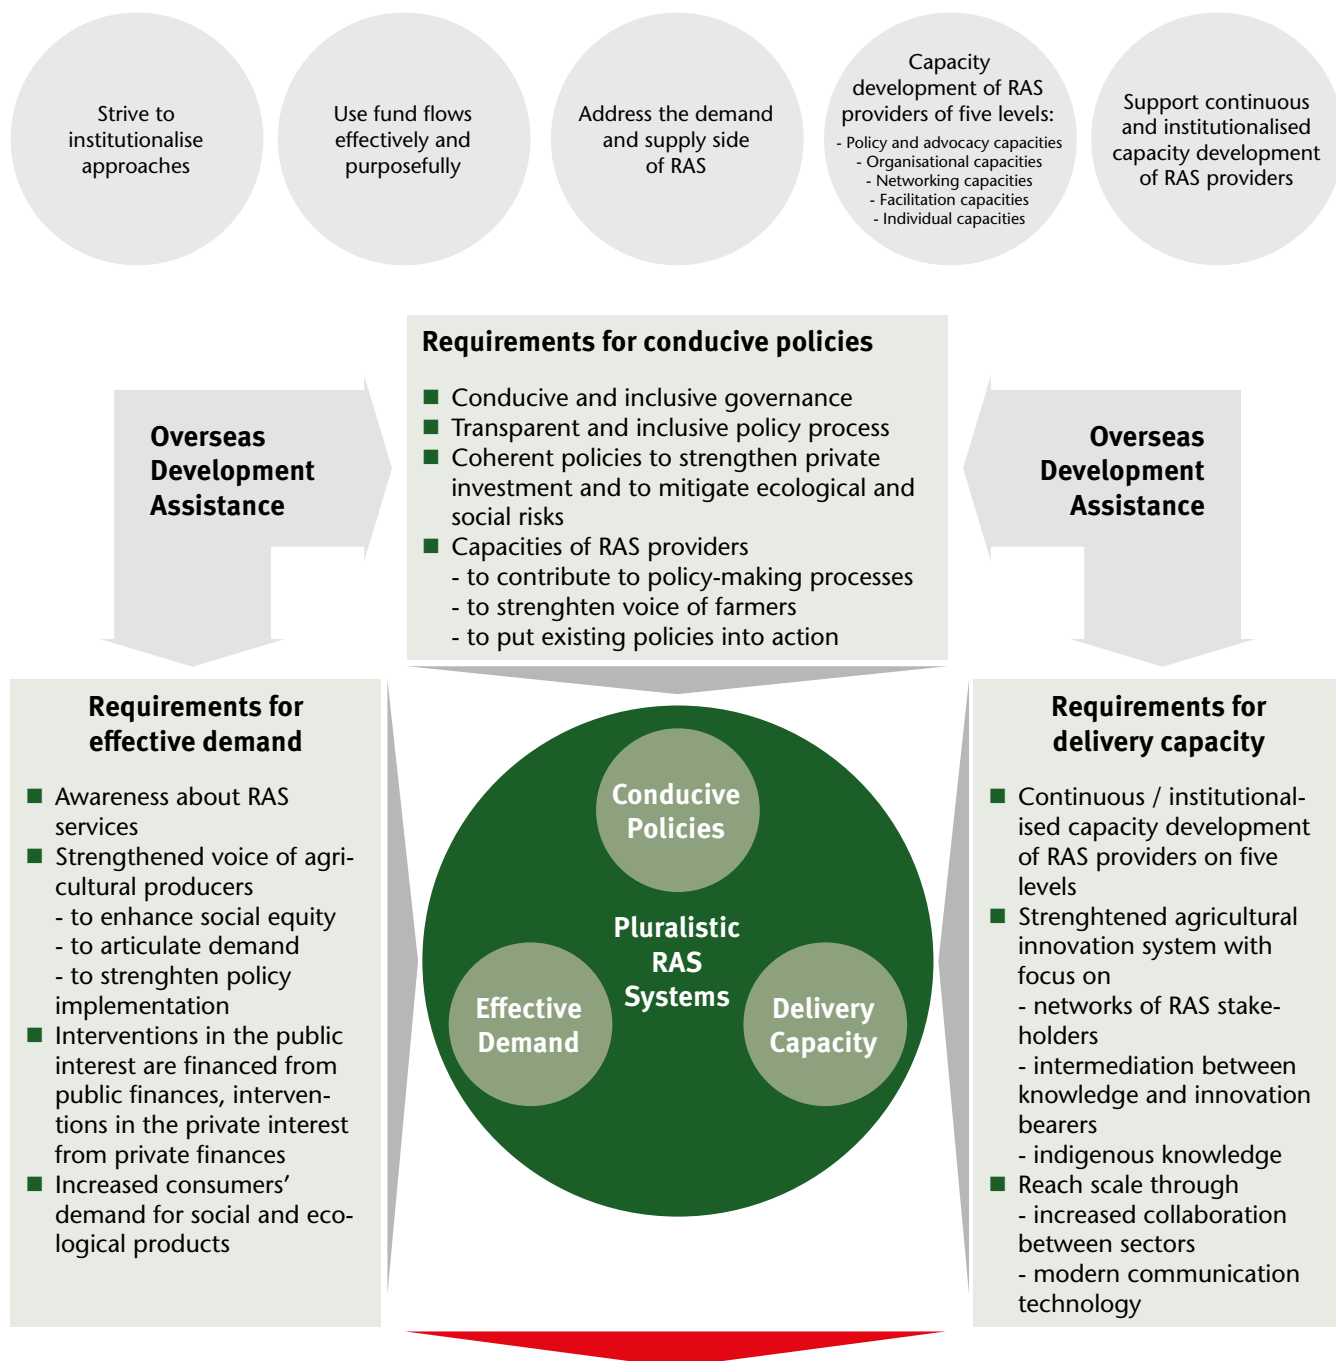 Strive to
institutionalise
approaches
Use fund flows
effectively and
purposefully
Address the demand
and supply side
of RAS
Capacity
development of RAS
providers of five levels:
- Policy and advocacy capacities
- Organisational capacities
- Networking capacities
- Facilitation capacities
- Individual capacities
Support continuous
and institutionalised
capacity development
of RAS providers
Overseas
Development
Assistance
Requirements for conducive policies
■ Conducive and inclusive governance
■ Transparent and inclusive policy process
■ Coherent policies to strengthen private
investment and to mitigate ecological and
social risks
■ Capacities of RAS providers
- to contribute to policy-making processes
- to strenghten voice of farmers
- to put existing policies into action
Overseas
Development
Assistance
Requirements for
effective demand
■ Awareness about RAS
services
■ Strengthened voice of agri-
cultural producers
- to enhance social equity
- to articulate demand
- to strenghten policy
implementation
■ Interventions in the public
interest are financed from
public finances, interven-
tions in the private interest
from private finances
■ Increased consumers’
demand for social and eco-
logical products
Conducive
Policies
Pluralistic
RAS
Systems
Effective
Demand
Delivery
Capacity
Requirements for
delivery capacity
■ Continuous / institutional-
ised capacity development
of RAS providers on five
levels
■ Strenghtened agricultural
innovation system with
focus on
- networks of RAS stake-
holders
- intermediation between
knowledge and innovation
bearers
- indigenous knowledge
■ Reach scale through
- increased collaboration
between sectors
- modern communication
technology